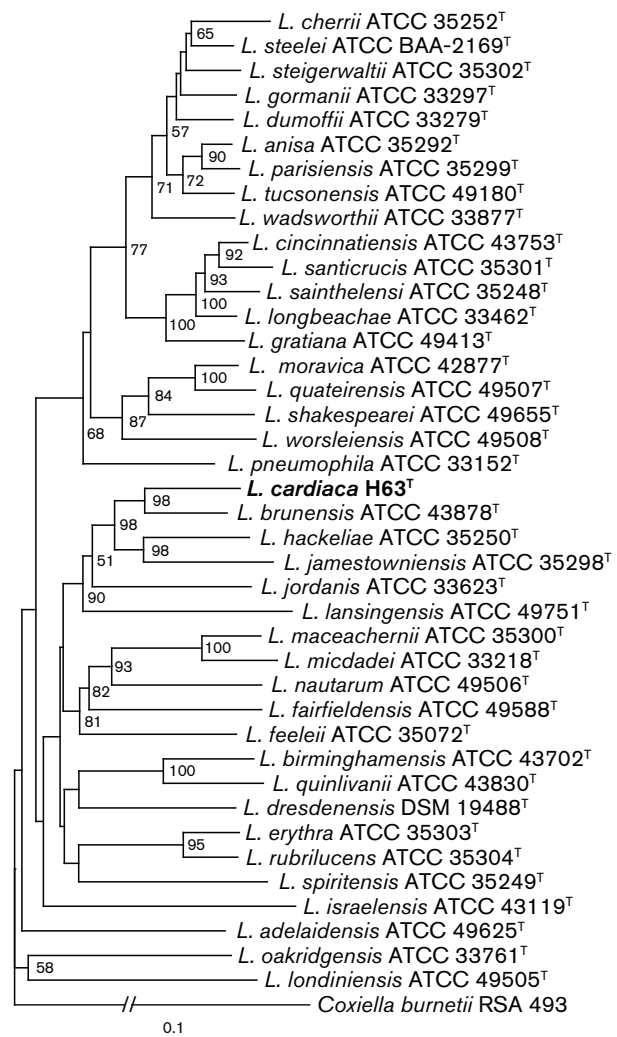 L. cherrii ATCC 35252ᵀ
65
L. steelei ATCC BAA-2169ᵀ
L. steigerwaltii ATCC 35302ᵀ
L. gormanii ATCC 33297ᵀ
L. dumoffii ATCC 33279ᵀ
57
L. anisa ATCC 35292ᵀ
90
L. parisiensis ATCC 35299ᵀ
72
L. tucsonensis ATCC 49180ᵀ
71
L. wadsworthii ATCC 33877ᵀ
77
L. cincinnatiensis ATCC 43753ᵀ
92
L. santicrucis ATCC 35301ᵀ
93
L. sainthelensi ATCC 35248ᵀ
100
L. longbeachae ATCC 33462ᵀ
100
L. gratiana ATCC 49413ᵀ
L. moravica ATCC 42877ᵀ
100
L. quateirensis ATCC 49507ᵀ
84
L. shakespearei ATCC 49655ᵀ
87
L. worsleiensis ATCC 49508ᵀ
68
L. pneumophila ATCC 33152ᵀ
L. cardiaca H63ᵀ
98
L. brunensis ATCC 43878ᵀ
98
L. hackeliae ATCC 35250ᵀ
98
L. jamestowniensis ATCC 35298ᵀ
51
L. jordanis ATCC 33623ᵀ
90
L. lansingensis ATCC 49751ᵀ
L. maceachernii ATCC 35300ᵀ
100
L. micdadei ATCC 33218ᵀ
93
L. nautarum ATCC 49506ᵀ
82
L. fairfieldensis ATCC 49588ᵀ
81
L. feeleii ATCC 35072ᵀ
L. birminghamensis ATCC 43702ᵀ
100
L. quinlivanii ATCC 43830ᵀ
L. dresdenensis DSM 19488ᵀ
L. erythra ATCC 35303ᵀ
95
L. rubrilucens ATCC 35304ᵀ
L. spiritensis ATCC 35249ᵀ
L. israelensis ATCC 43119ᵀ
L. adelaidensis ATCC 49625ᵀ
L. oakridgensis ATCC 33761ᵀ
58
L. londiniensis ATCC 49505ᵀ
Coxiella burnetii RSA 493
0.1